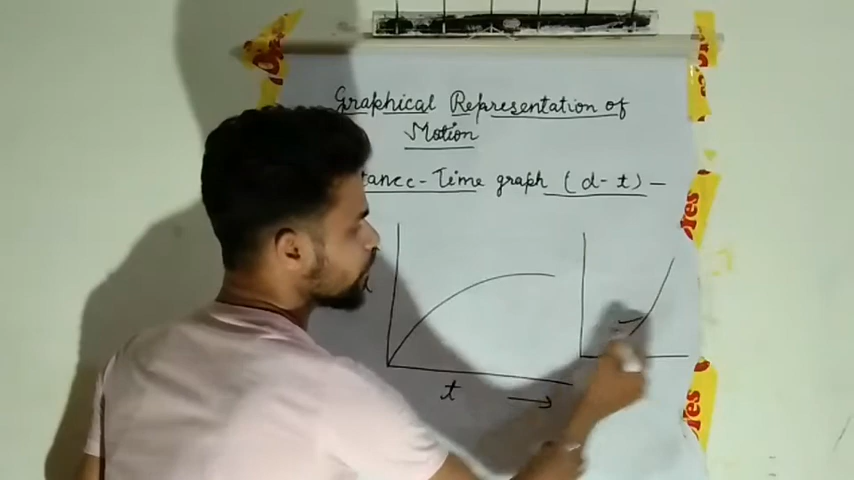 Graphical Representation of
Motion
Time graph (d-t) -
t